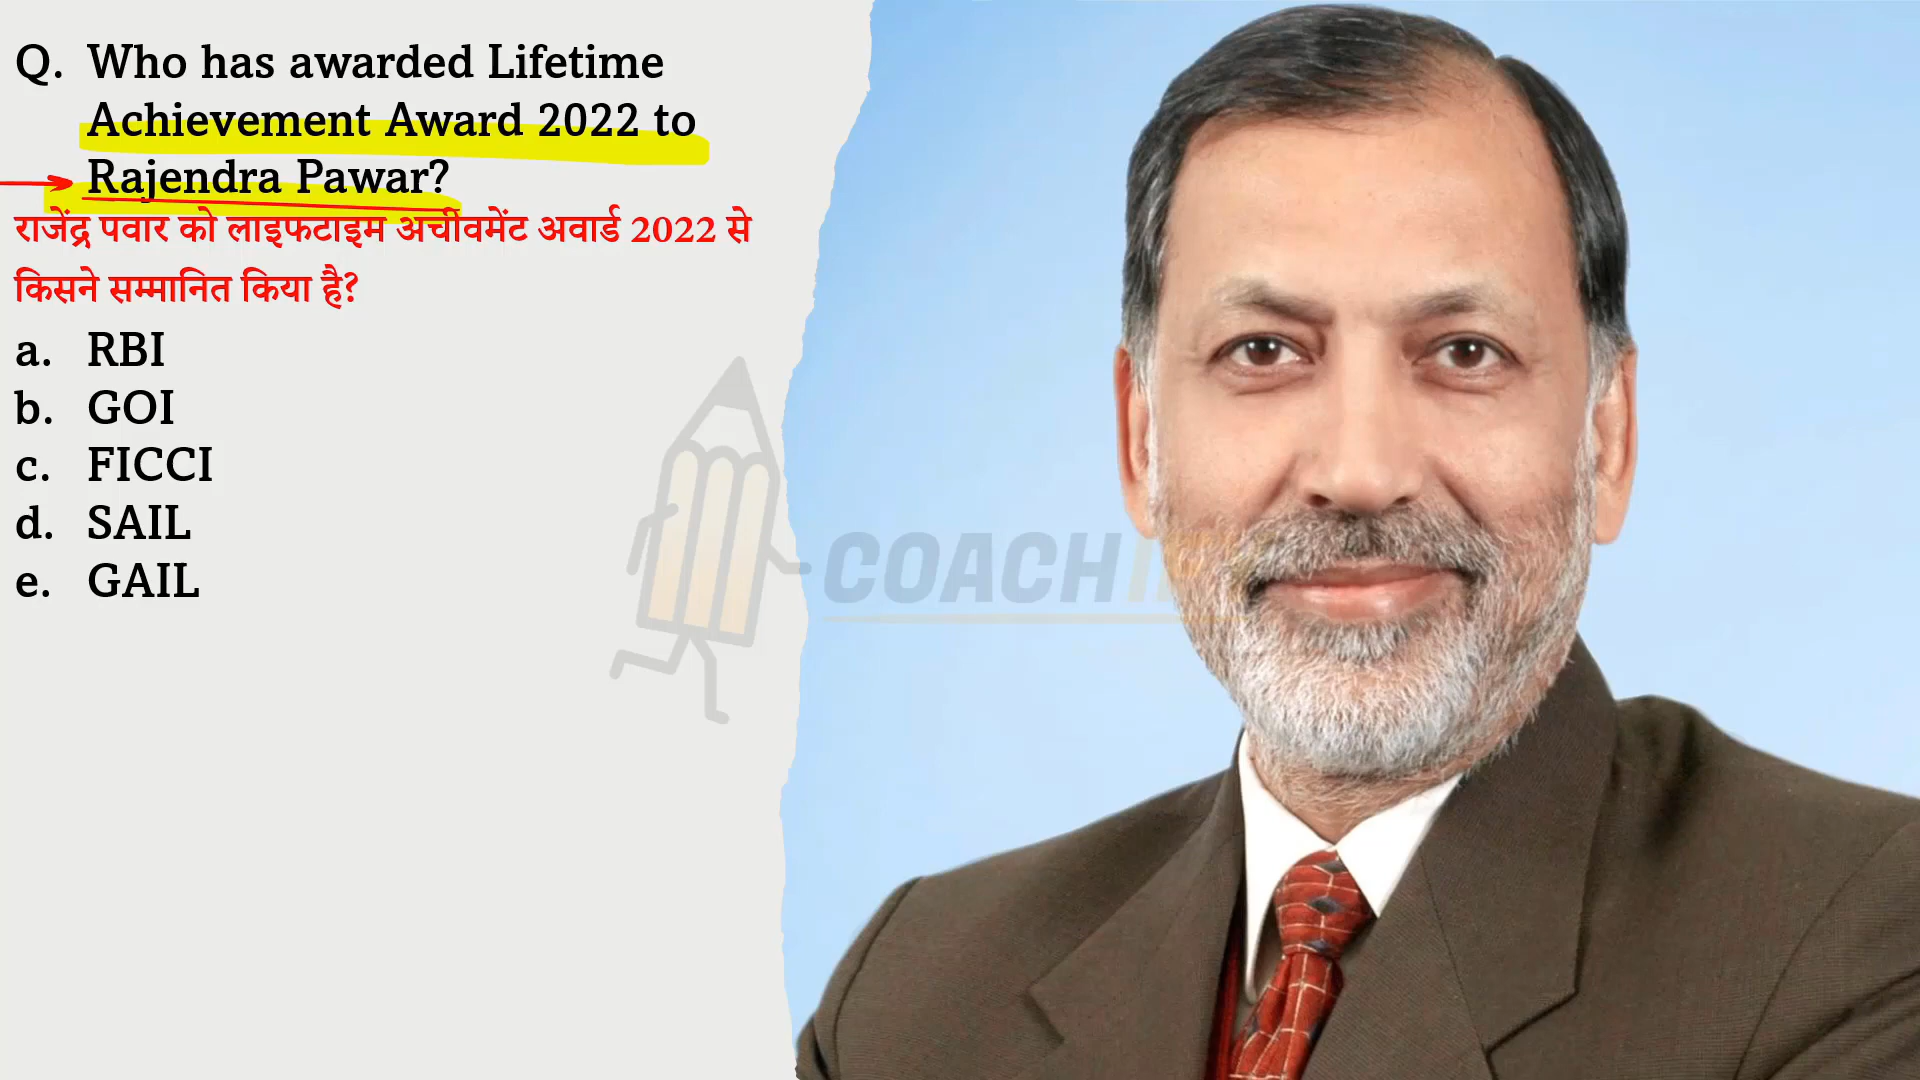 Q. Who has awarded Lifetime
Achievement Award 2022 to
Rajendra Pawar?
राजेंद्र पवार को लाइफटाइम अचीवमेंट अवार्ड 2022 से
किसने सम्मानित किया है?
a. RBI
b. GOI
c. FICCI
d. SAIL
e. GAIL
COACH